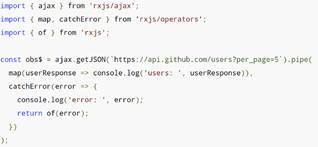 import { ajax } from 'rxjs/ajax';
import { map, catchError } from 'rxjs/operators';
import { of } from 'rxjs';
const obs$ = ajax.getJSON(`https://api.github.com/users?per_page=5`).pipe(
map(userResponse => console.log('users: ', userResponse)),
catchError(error => {
console.log('error: ', error);
return of(error);
})
);